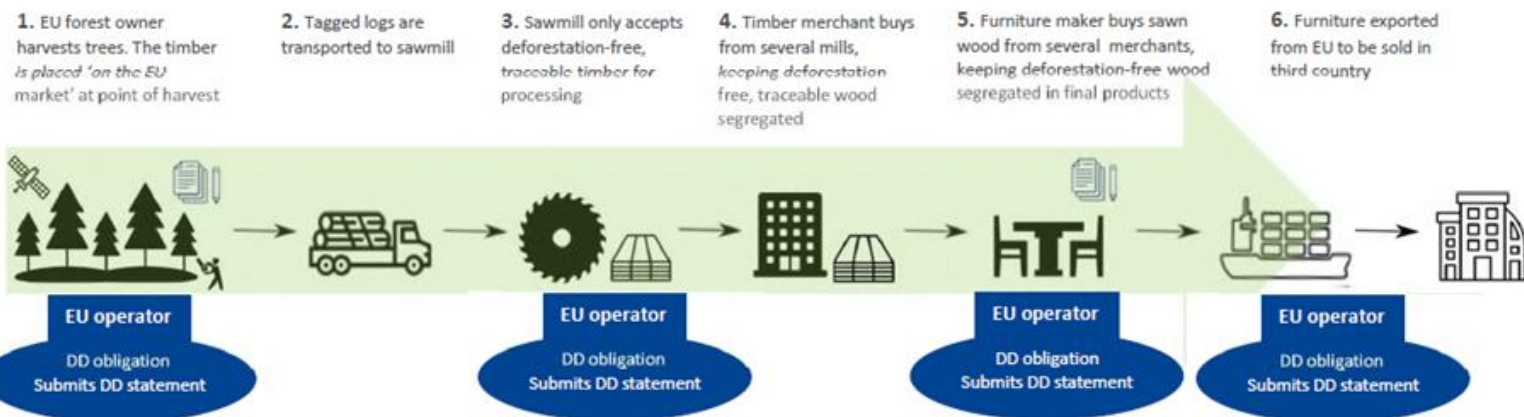 1. EU forest owner
harvests trees. The timber
is placed 'on the EU
market' at point of harvest
2. Tagged logs are
transported to sawmill
3. Sawmill only accepts
deforestation-free,
traceable timber for
processing
4. Timber merchant buys
from several mills,
keeping deforestation
free, traceable wood
segregated
5. Furniture maker buys sawn
wood from several merchants,
keeping deforestation-free wood
segregated in final products
6. Furniture exported
from EU to be sold in
third country
EU operator
DD obligation
Submits DD statement
EU operator
DD obligation
Submits DD statement
EU operator
DD obligation
Submits DD statement
EU operator
DD obligation
Submits DD statement